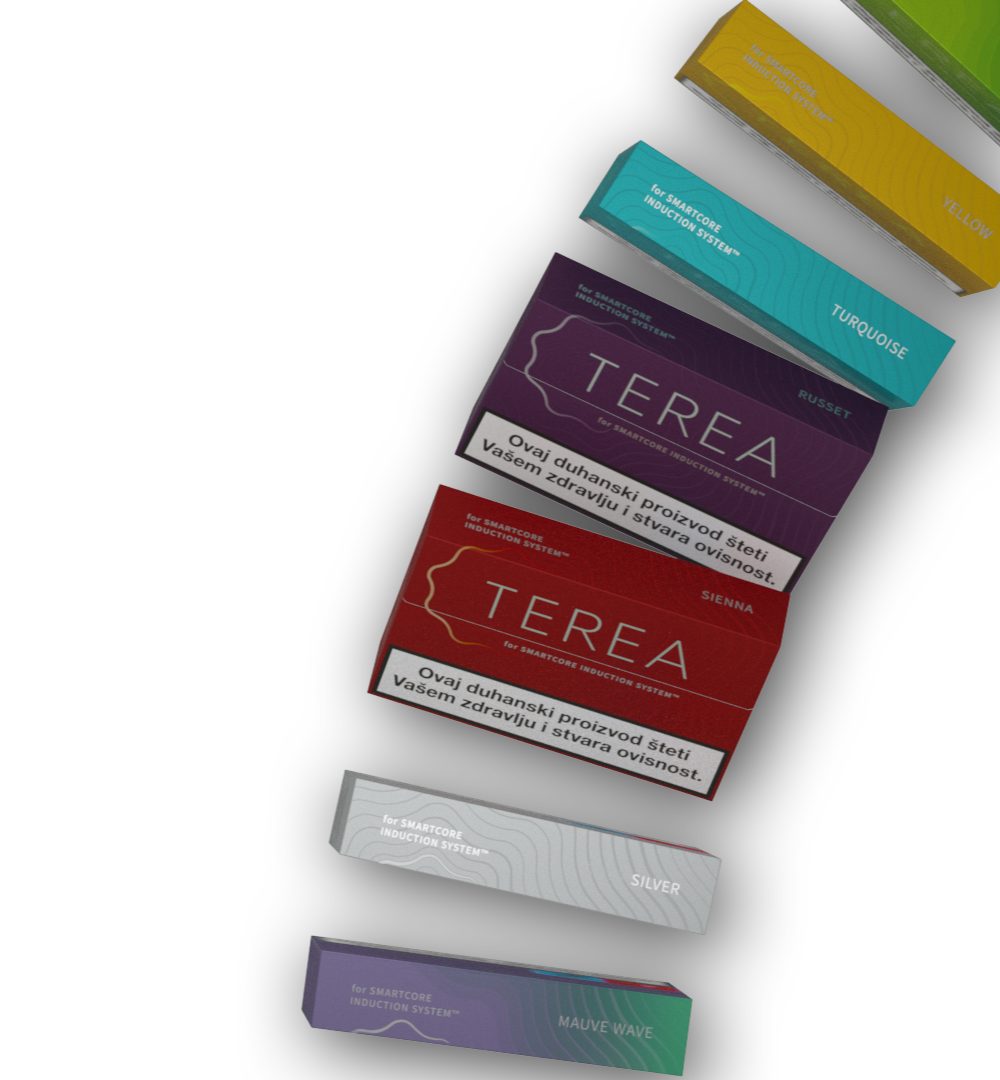 for SMARTCORE
INDUCTION SYSTEM™
YELLOW
for SMARTCORE
INDUCTION SYSTEM™
TURQUOISE
for SMARTCORE
INDUCTION SYSTEM™
RUSSET
TEREA
for SMARTCORE INDUCTION SYSTEM™
Ovaj duhanski proizvod šteti
Vašem zdravlju i stvara ovisnost.
for SMARTCORE
INDUCTION SYSTEM™
SIENNA
TEREA
for SMARTCORE INDUCTION SYSTEM™
Ovaj duhanski proizvod šteti
Vašem zdravlju i stvara ovisnost.
for SMARTCORE
INDUCTION SYSTEM™
SILVER
for SMARTCORE
INDUCTION SYSTEM™
MAUVE WAVE